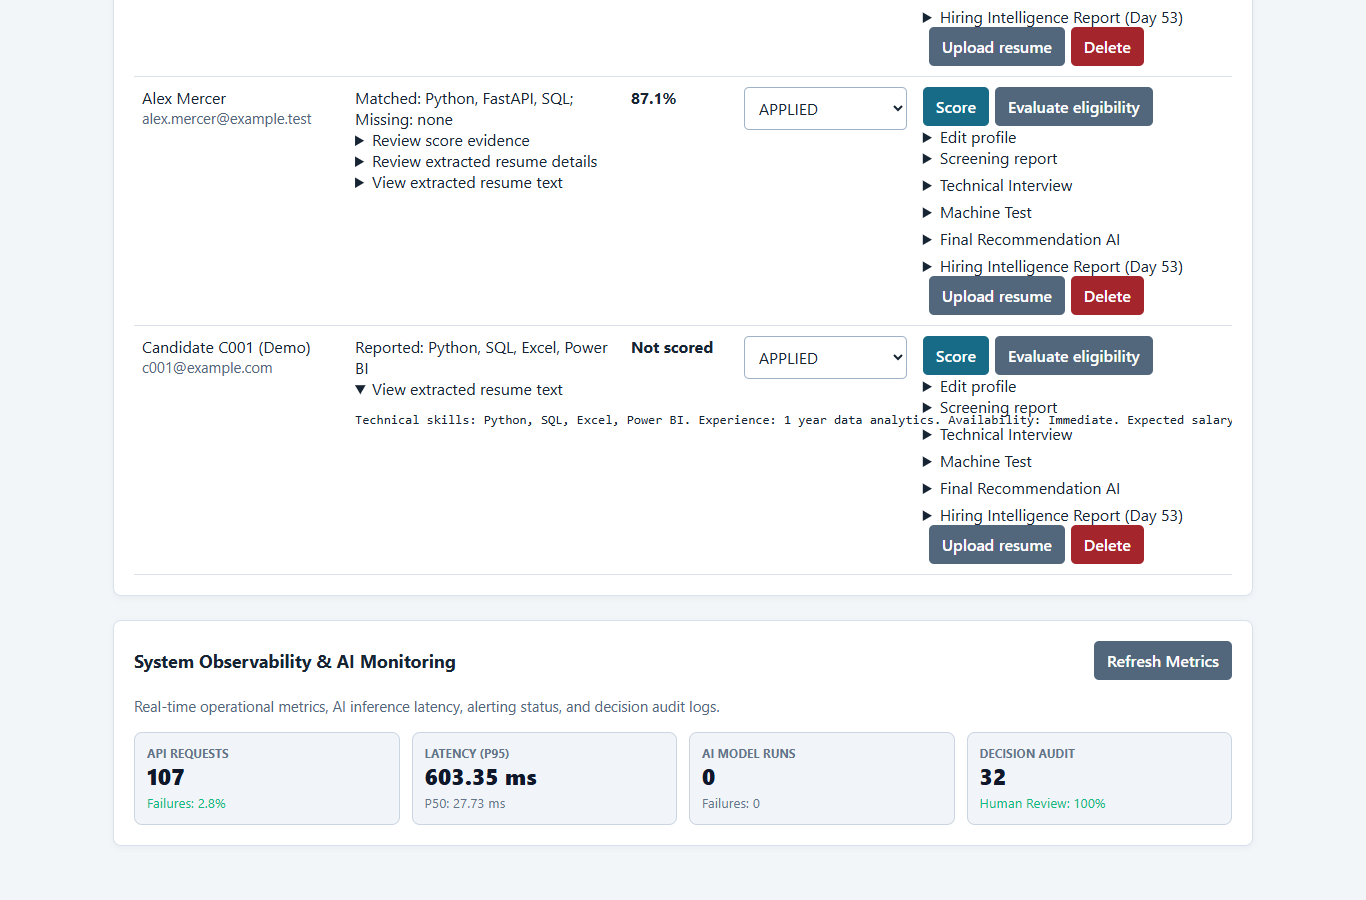 Hiring Intelligence Report (Day 53)
Upload resume Delete
Alex Mercer
alex.mercer@example.test
Matched: Python, FastAPI, SQL;
Missing: none
Review score evidence
Review extracted resume details
View extracted resume text
87.1%
APPLIED
Score Evaluate eligibility
Edit profile
Screening report
Technical Interview
Machine Test
Final Recommendation AI
Hiring Intelligence Report (Day 53)
Upload resume Delete
Candidate C001 (Demo)
c001@example.com
Reported: Python, SQL, Excel, Power
BI
View extracted resume text
Technical skills: Python, SQL, Excel, Power BI. Experience: 1 year data analytics. Availability: Immediate. Expected salary
Not scored
APPLIED
Score Evaluate eligibility
Edit profile
Screening report
Technical Interview
Machine Test
Final Recommendation AI
Hiring Intelligence Report (Day 53)
Upload resume Delete
System Observability & AI Monitoring
Refresh Metrics
Real-time operational metrics, AI inference latency, alerting status, and decision audit logs.
API REQUESTS
107
Failures: 2.8%
LATENCY (P95)
603.35 ms
P50: 27.73 ms
AI MODEL RUNS
0
Failures: 0
DECISION AUDIT
32
Human Review: 100%